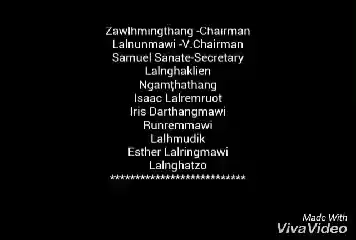 Zawlhmingthang -Chairman
Lalnunmawi -V.Chairman
Samuel Sanate-Secretary
Lalnghaklien
Ngamţhathang
Isaac Lalremruot
Iris Darthangmawi
Runremmawi
Lalhmudik
Esther Lalringmawi
Lalnghatzo
***************************
Made With
VivaVideo